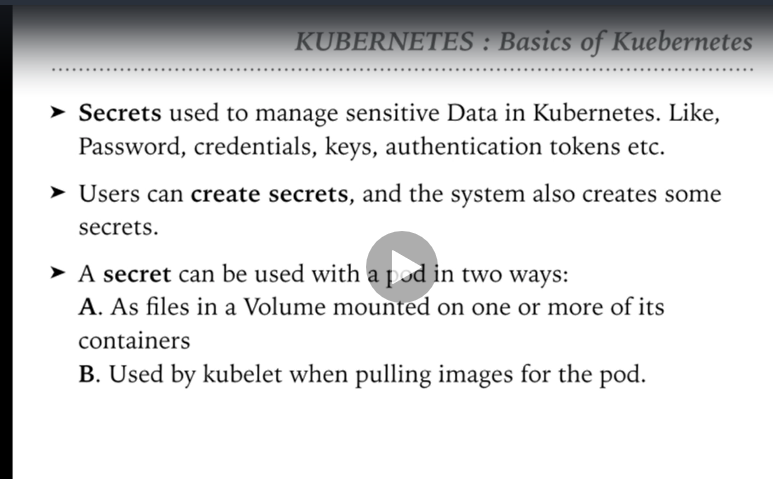 KUBERNETES : Basics of Kuebernetes
➤ Secrets used to manage sensitive Data in Kubernetes. Like,
Password, credentials, keys, authentication tokens etc.
➤ Users can create secrets, and the system also creates some
secrets.
➤ A secret can be used with a pod in two ways:
A. As files in a Volume mounted on one or more of its
containers
B. Used by kubelet when pulling images for the pod.